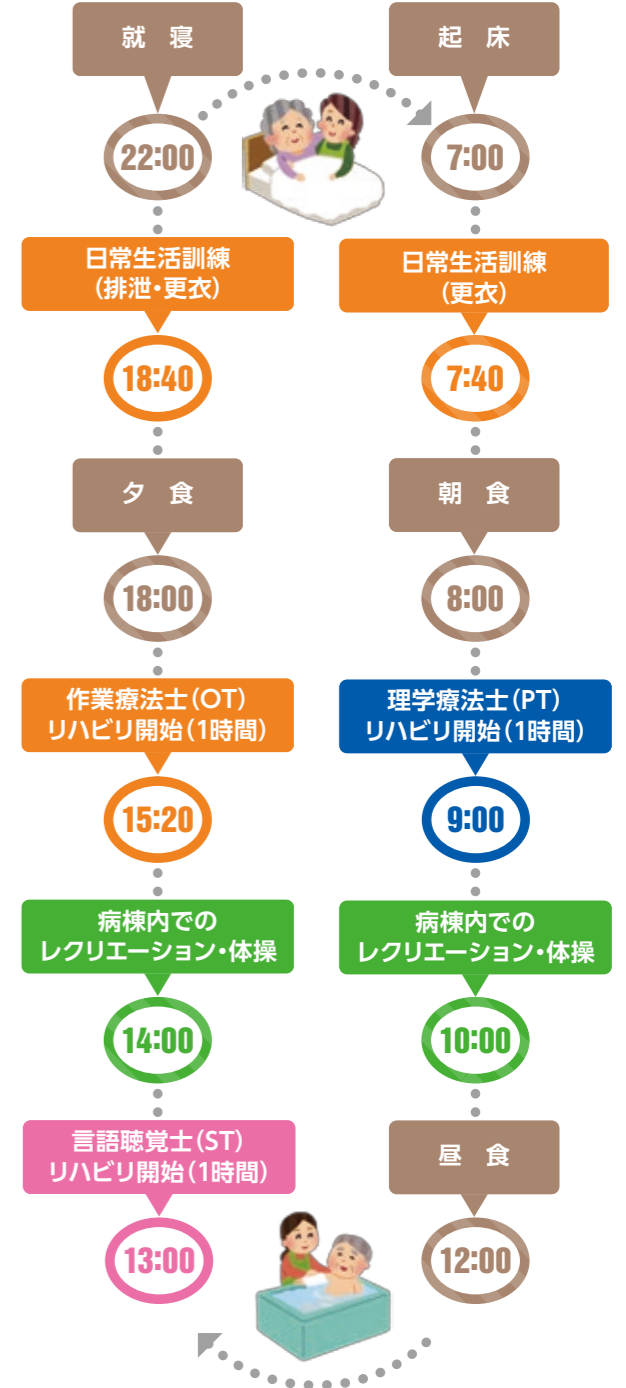 起 床
7:00
日常生活訓練
(更衣)
7:40
朝 食
8:00
理学療法士(PT)
リハビリ開始(1時間)
9:00
病棟内での
レクリエーション・体操
10:00
昼 食
12:00
言語聴覚士(ST)
リハビリ開始(1時間)
13:00
病棟内での
レクリエーション・体操
14:00
作業療法士(OT)
リハビリ開始(1時間)
15:20
夕 食
18:00
日常生活訓練
(排泄・更衣)
18:40
就 寝
22:00